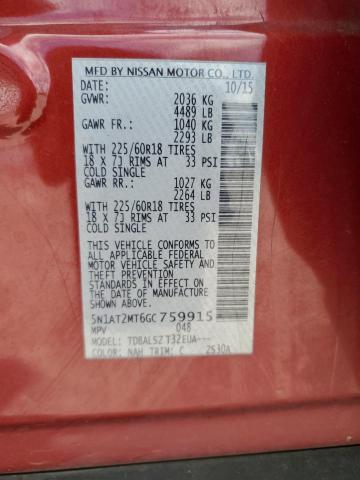 MFD BY NISSAN MOTOR CO., LTD.
DATE: 10/15
GVWR: 2036 KG
4489 LB
GAWR FR.: 1040 KG
2293 LB
WITH 225/60R18 TIRES
18 X 7J RIMS AT 33 PSI
COLD SINGLE
GAWR RR.: 1027 KG
2264 LB
WITH 225/60R18 TIRES
18 X 7J RIMS AT 33 PSI
COLD SINGLE
THIS VEHICLE CONFORMS TO
ALL APPLICABLE FEDERAL
MOTOR VEHICLE SAFETY
AND THEFT PREVENTION
STANDARDS IN EFFECT ON
THE DATE OF MANUFACTURE
SHOWN ABOVE.
5N1AT2MT6GC759915
MPV 048
MODEL: TDBALSZ T32EUA---
COLOR: NAH TRIM: C 2530A